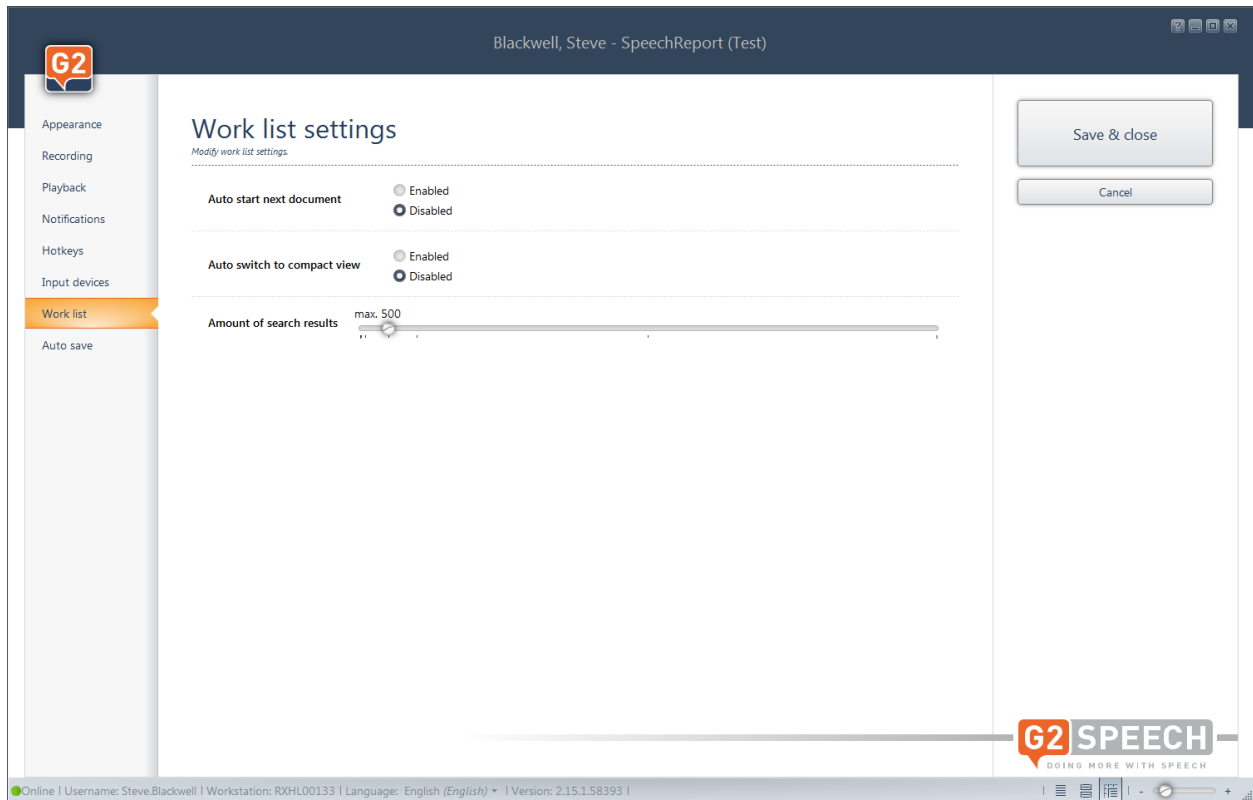 Blackwell, Steve - SpeechReport (Test)
G2
Appearance
Recording
Playback
Notifications
Hotkeys
Input devices
Work list
Auto save
Work list settings
Modify work list settings.
Auto start next document
Enabled
Disabled
Auto switch to compact view
Enabled
Disabled
Amount of search results
max. 500
Save & close
Cancel
G2 SPEECH
DOING MORE WITH SPEECH
Online | Username: Steve.Blackwell | Workstation: RXHL00133 | Language: English (English) | Version: 2.15.1.58393 |
| | - +